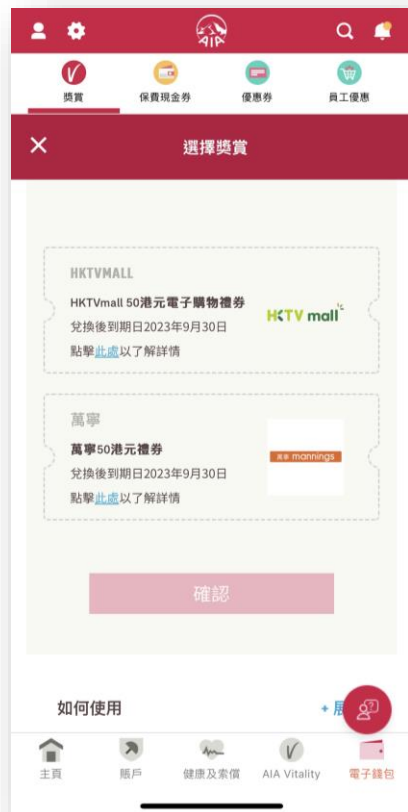 AIA
獎賞
保費現金券
優惠券
員工優惠
選擇獎賞
HKTVMALL
HKTVmall 50港元電子購物禮券
兌換後到期日2023年9月30日
點擊此處以了解詳情
HKTV mall
萬寧
萬寧50港元禮券
兌換後到期日2023年9月30日
點擊此處以了解詳情
萬寧 mannings
確認
如何使用
+ 展
主頁
賬戶
健康及索償
AIA Vitality
電子錢包